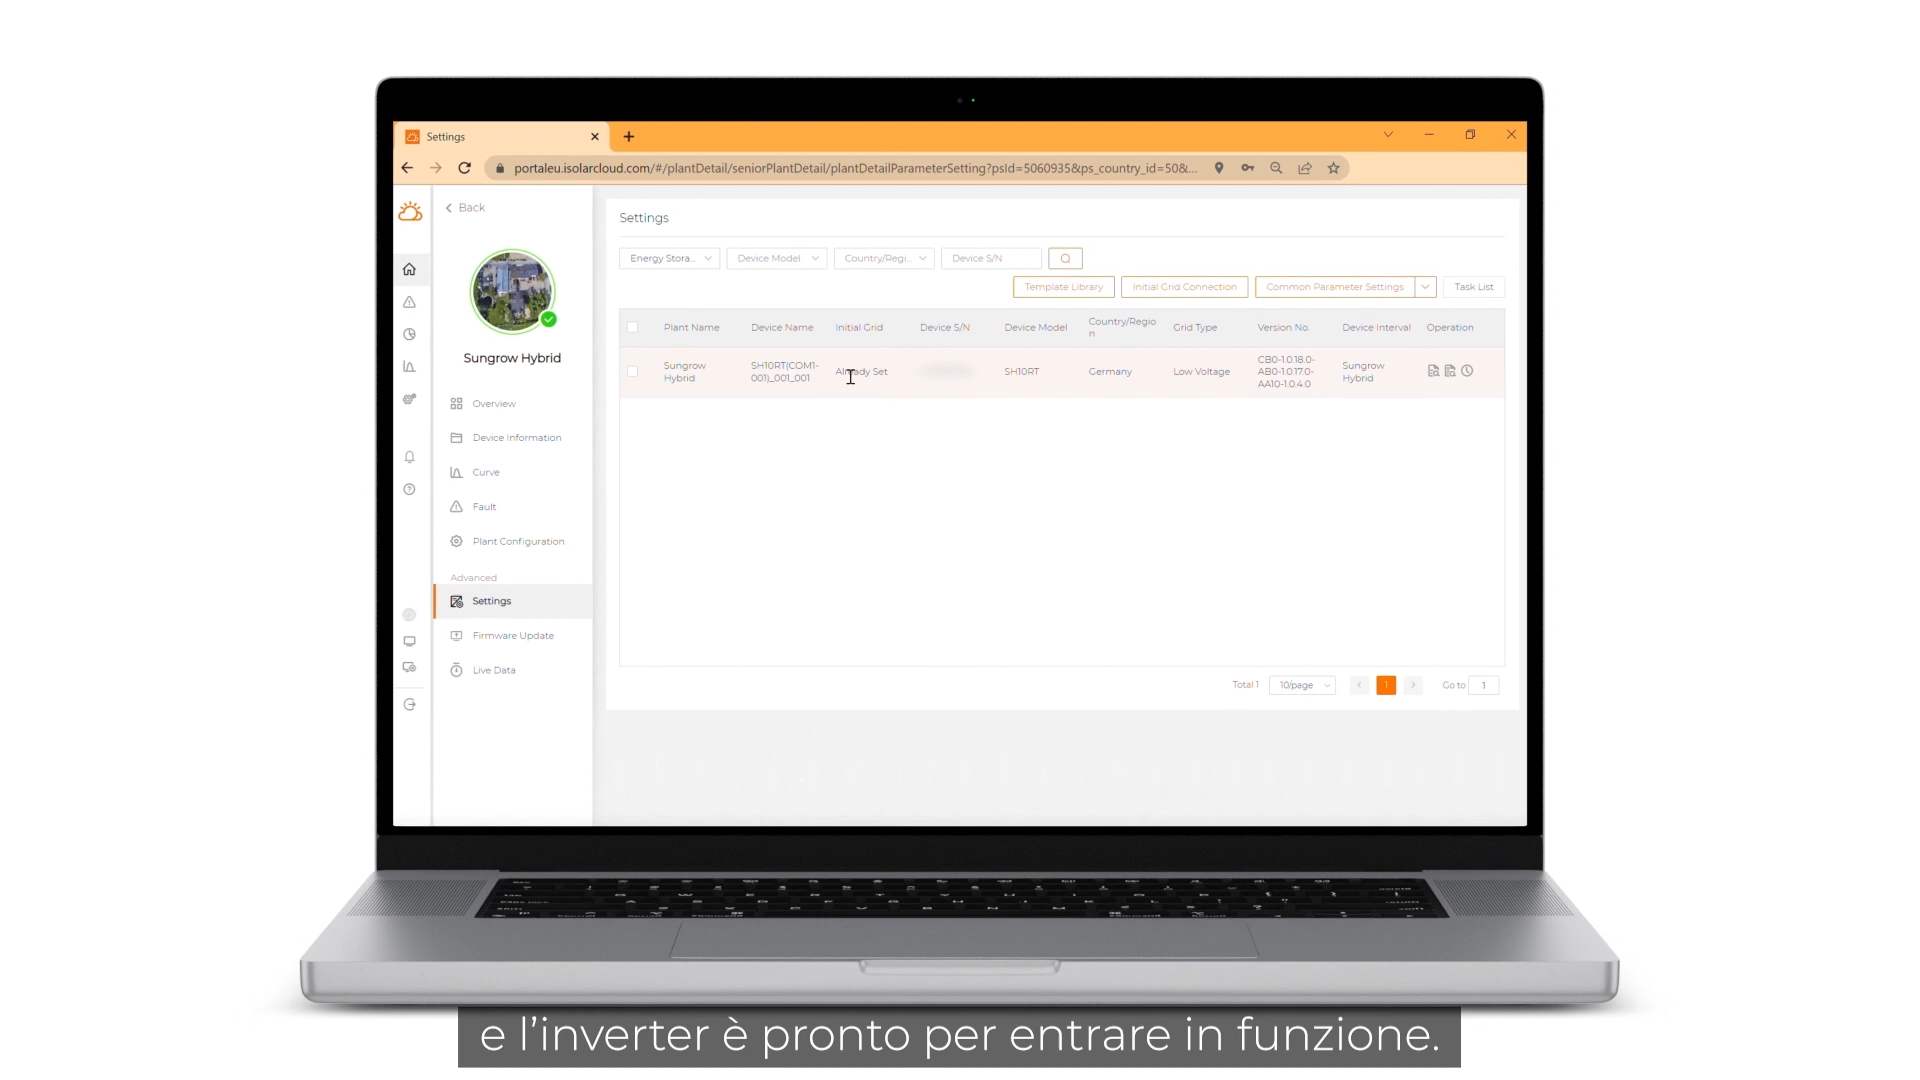 Settings
portaleu.isolarcloud.com/#/plantDetail/seniorPlantDetail/plantDetailParameterSetting?psId=5060935&ps_country_id=50&...
Back
Sungrow Hybrid
Overview
Device Information
Curve
Fault
Plant Configuration
Advanced
Settings
Firmware Update
Live Data
Settings
Energy Stora... Device Model Country/Regi... Device S/N
Template Library Initial Grid Connection Common Parameter Settings Task List
Plant Name Device Name Initial Grid Device S/N Device Model Country/Region Grid Type Version No. Device Interval Operation
Sungrow Hybrid SH10RT(COM1-001)_001_001 Already Set SH10RT Germany Low Voltage CB0-1.0.18.0-AB0-1.0.17.0-AA10-1.0.4.0 Sungrow Hybrid
Total 1 10/page 1 Go to 1
e l’inverter è pronto per entrare in funzione.